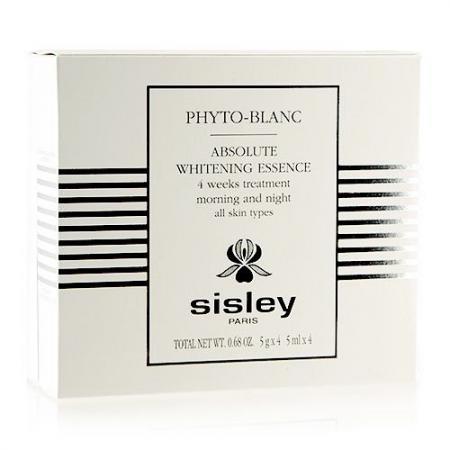 PHYTO-BLANC
ABSOLUTE
WHITENING ESSENCE
4 weeks treatment
morning and night
all skin types
sisley
PARIS
TOTAL NET WT. 0.68 OZ. 5 g x 4 5 ml x 4